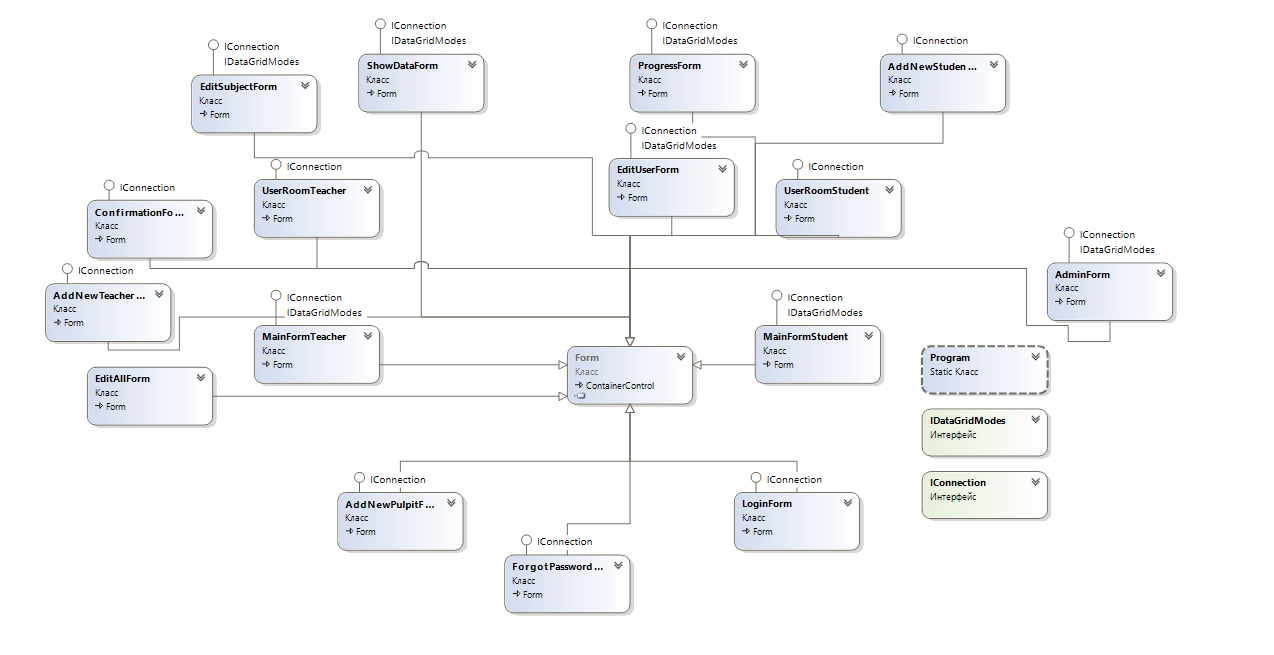 IConnection
IDataGridModes
ShowDataForm
Класс
Form
IConnection
IDataGridModes
ProgressForm
Класс
Form
IConnection
AddNewStuden ...
Класс
Form
IConnection
IDataGridModes
EditSubjectForm
Класс
Form
IConnection
IDataGridModes
EditUserForm
Класс
Form
IConnection
UserRoomTeacher
Класс
Form
IConnection
UserRoomStudent
Класс
Form
IConnection
ConfirmationFo ...
Класс
Form
IConnection
IDataGridModes
AdminForm
Класс
Form
IConnection
AddNewTeacher ...
Класс
Form
IConnection
IDataGridModes
MainFormTeacher
Класс
Form
IConnection
IDataGridModes
MainFormStudent
Класс
Form
Form
Класс
ContainerControl
Program
Static Класс
EditAllForm
Класс
Form
IDataGridModes
Интерфейс
IConnection
Интерфейс
IConnection
AddNewPulpitF ...
Класс
Form
IConnection
LoginForm
Класс
Form
IConnection
ForgotPassword ...
Класс
Form